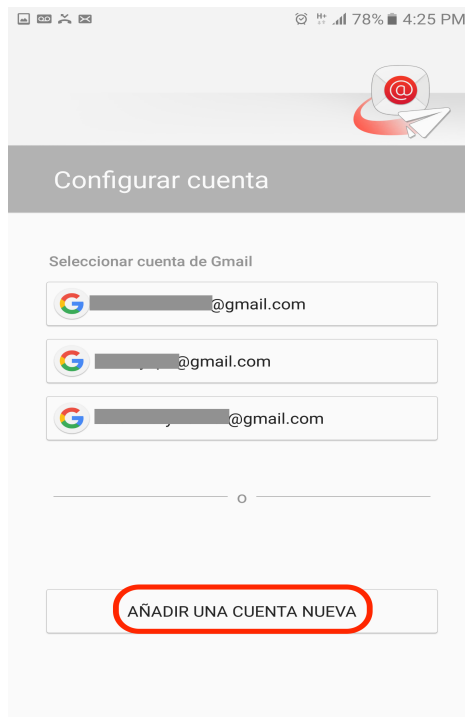 78% 4:25 PM
@
Configurar cuenta
Seleccionar cuenta de Gmail
@gmail.com
@gmail.com
@gmail.com
o
AÑADIR UNA CUENTA NUEVA